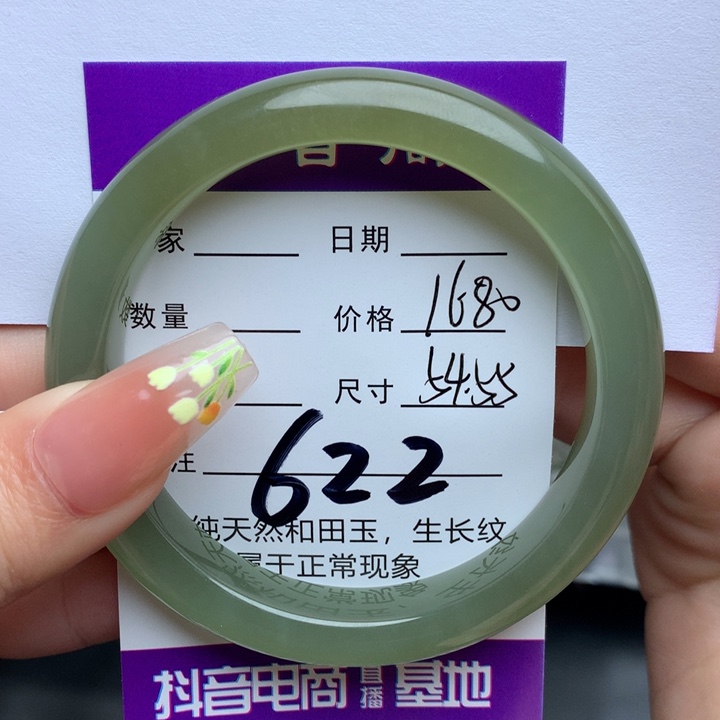 家 日期
数量 价格 1680
尺寸 54.55
注 622
纯天然和田玉，生长纹
属于正常现象
抖音电商直播基地